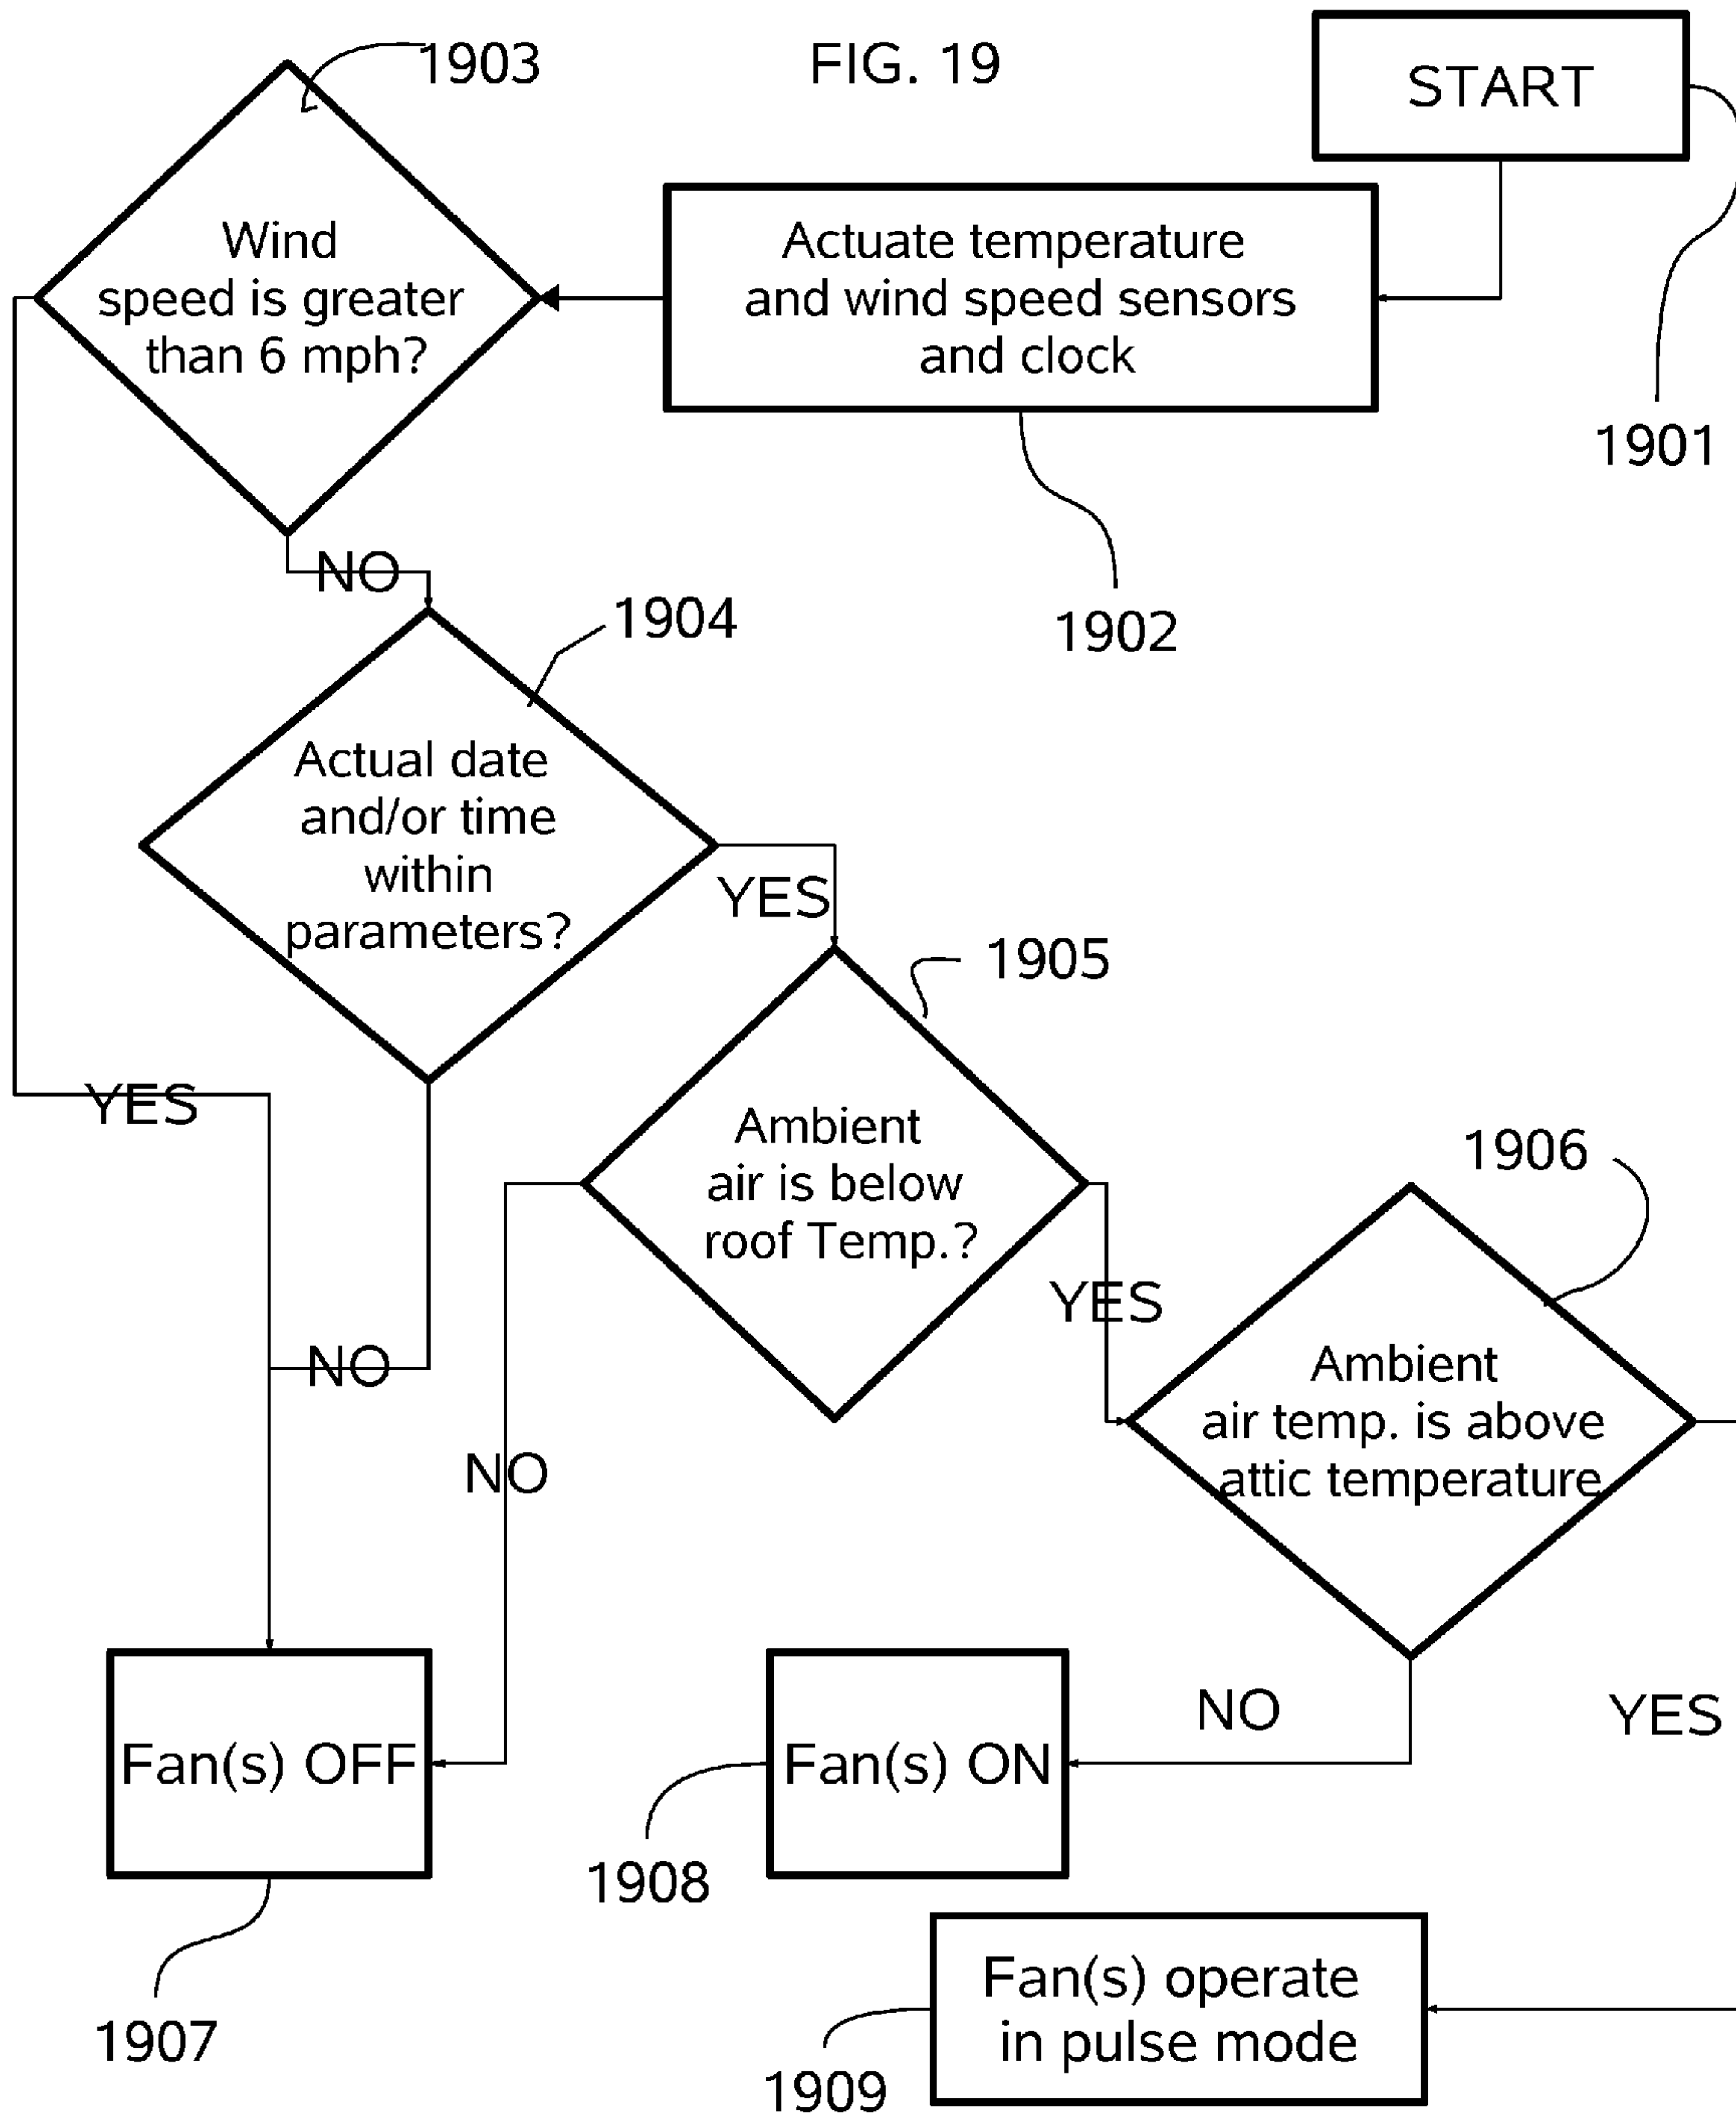 FIG. 19
START
1901
Actuate temperature
and wind speed sensors
and clock
1902
1903
Wind
speed is greater
than 6 mph?
NO
YES
1904
Actual date
and/or time
within
parameters?
YES
NO
1905
Ambient
air is below
roof Temp.?
YES
NO
1906
Ambient
air temp. is above
attic temperature
NO
YES
Fan(s) OFF
1907
Fan(s) ON
1908
Fan(s) operate
in pulse mode
1909